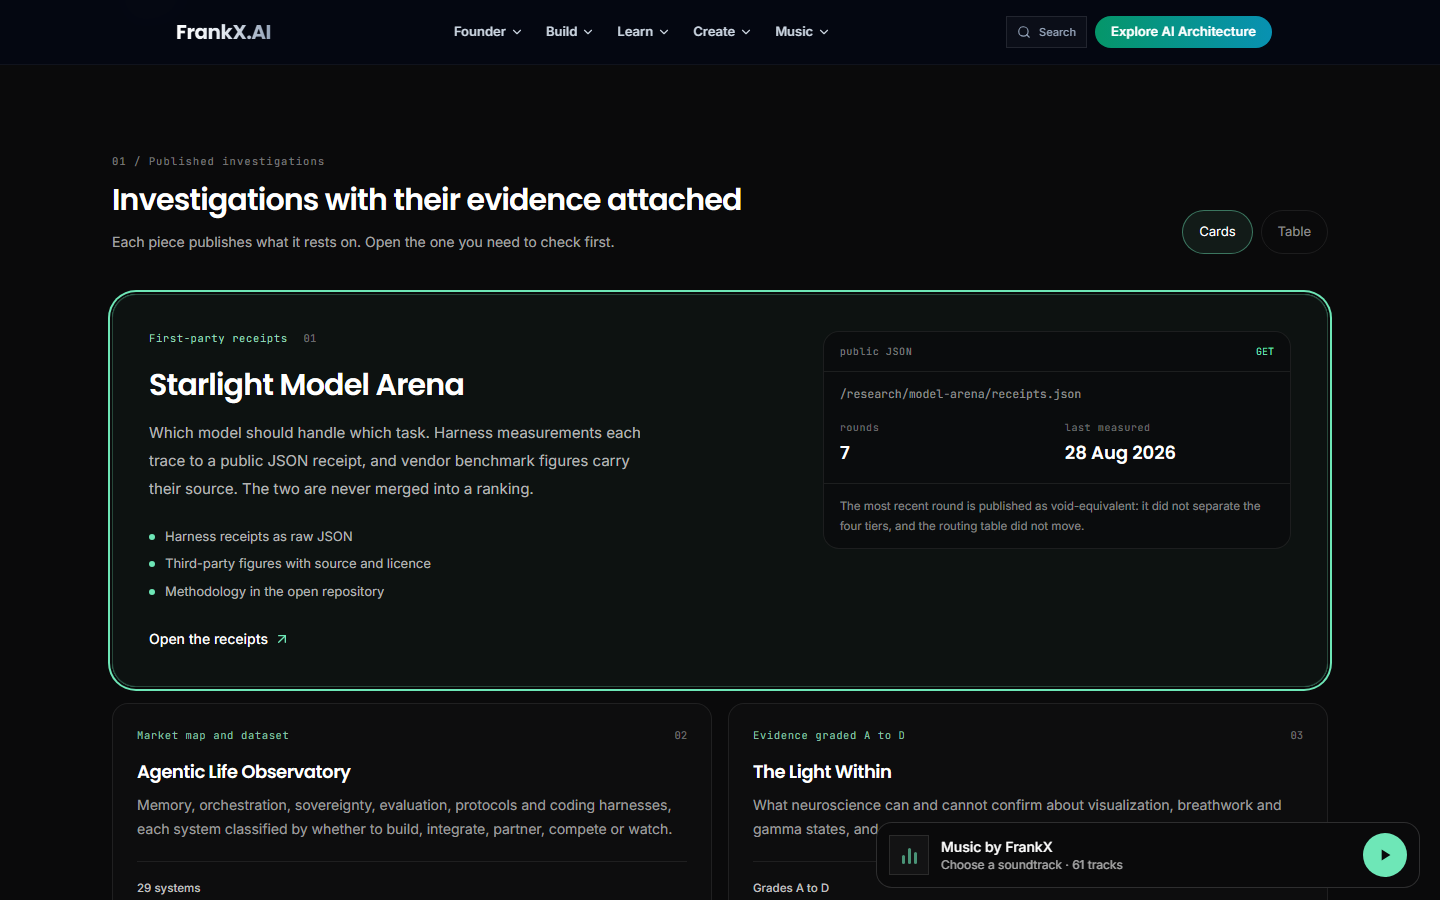 FrankX.AI
Founder
Build
Learn
Create
Music
Search
Explore AI Architecture
01 / Published investigations
Investigations with their evidence attached
Each piece publishes what it rests on. Open the one you need to check first.
Cards
Table
First-party receipts 01
Starlight Model Arena
Which model should handle which task. Harness measurements each
trace to a public JSON receipt, and vendor benchmark figures carry
their source. The two are never merged into a ranking.
Harness receipts as raw JSON
Third-party figures with source and licence
Methodology in the open repository
Open the receipts
public JSON
GET
/research/model-arena/receipts.json
rounds
last measured
7
28 Aug 2026
The most recent round is published as void-equivalent: it did not separate the
four tiers, and the routing table did not move.
Market map and dataset
02
Agentic Life Observatory
Memory, orchestration, sovereignty, evaluation, protocols and coding harnesses,
each system classified by whether to build, integrate, partner, compete or watch.
29 systems
Evidence graded A to D
03
The Light Within
What neuroscience can and cannot confirm about visualization, breathwork and
gamma states, and
Grades A to D
Music by FrankX
Choose a soundtrack · 61 tracks